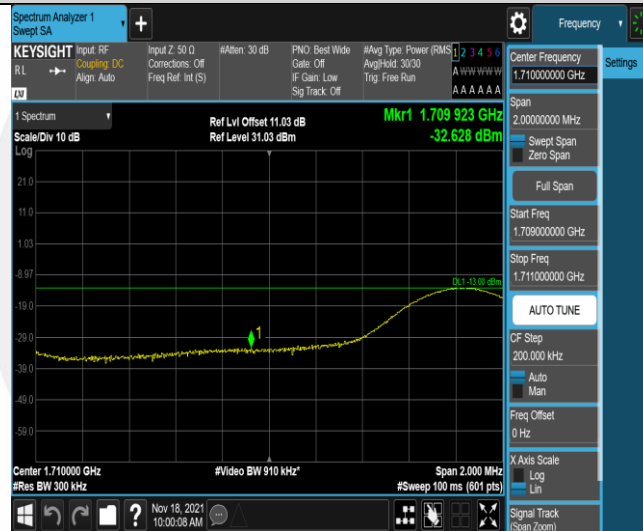 Spectrum Analyzer 1
Swept SA
+
Frequency
KEYSIGHT
RL
LXI
Input: RF
Coupling: DC
Align: Auto
Input Z: 50 Ω
Corrections: Off
Freq Ref: Int (S)
#Atten: 30 dB
PNO: Best Wide
Gate: Off
IF Gain: Low
Sig Track: Off
#Avg Type: Power (RMS
Avg|Hold: 30/30
Trig: Free Run
1 2 3 4 5 6
A W W W W W
A A A A A A
Center Frequency
1.710000000 GHz
Settings
Span
2.00000000 MHz
Swept Span
Zero Span
Full Span
Start Freq
1.709000000 GHz
Stop Freq
1.711000000 GHz
AUTO TUNE
CF Step
200.000 kHz
Auto
Man
Freq Offset
0 Hz
X Axis Scale
Log
Lin
Signal Track
(Span Zoom)
1 Spectrum
Scale/Div 10 dB
Log
Ref Lvl Offset 11.03 dB
Ref Level 31.03 dBm
Mkr1 1.709 923 GHz
-32.628 dBm
21.0
11.0
1.03
-8.97
DL1 -13.00 dBm
-19.0
-29.0
1
-39.0
-49.0
-59.0
Center 1.710000 GHz
#Res BW 300 kHz
#Video BW 910 kHz*
Span 2.000 MHz
#Sweep 100 ms (601 pts)
?
Nov 18, 2021
10:00:08 AM